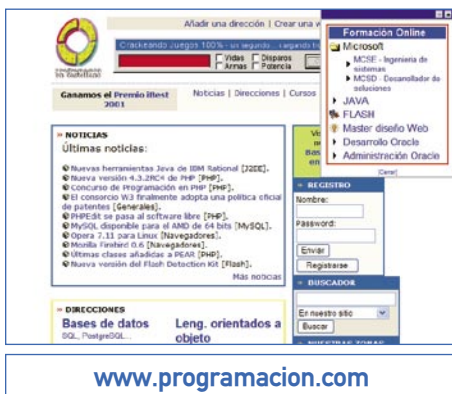 Añadir una dirección | Crear una w
Crackeando Juegos 100%
Vidas
Disparos
Armas
Potencia
en castellano
Ganamos el Premio iBest
2001
Noticias | Direcciones | Cursos
Formación Online
Microsoft
MCSE - Ingeniería de
sistemas
MCSD - Desarrollador de
soluciones
JAVA
FLASH
Master diseño Web
Desarrollo Oracle
Administración Oracle
[Cerrar]
NOTICIAS
Últimas noticias:
Nuevas herramientas Java de IBM Rational [J2EE].
Nueva versión 4.3.2RC4 de PHP [PHP].
Concurso de Programación en PHP [PHP].
El consorcio W3 finalmente adopta una política oficial
de patentes [Generales].
PHPEdit se pasa al software libre [PHP].
MySQL disponible para el AMD de 64 bits [MySQL].
Opera 7.11 para Linux [Navegadores].
Mozilla Firebird 0.6 [Navegadores].
Últimas clases añadidas a PEAR [PHP].
Nueva versión del Flash Detection Kit [Flash].
Más noticias
REGISTRO
Nombre:
Password:
Enviar
Registrarse
BUSCADOR
En nuestro sitio
Buscar
DIRECCIONES
Bases de datos
SQL, PostgreSQL...
Leng. orientados a
objeto
NUESTRAS ZONAS
www.programacion.com